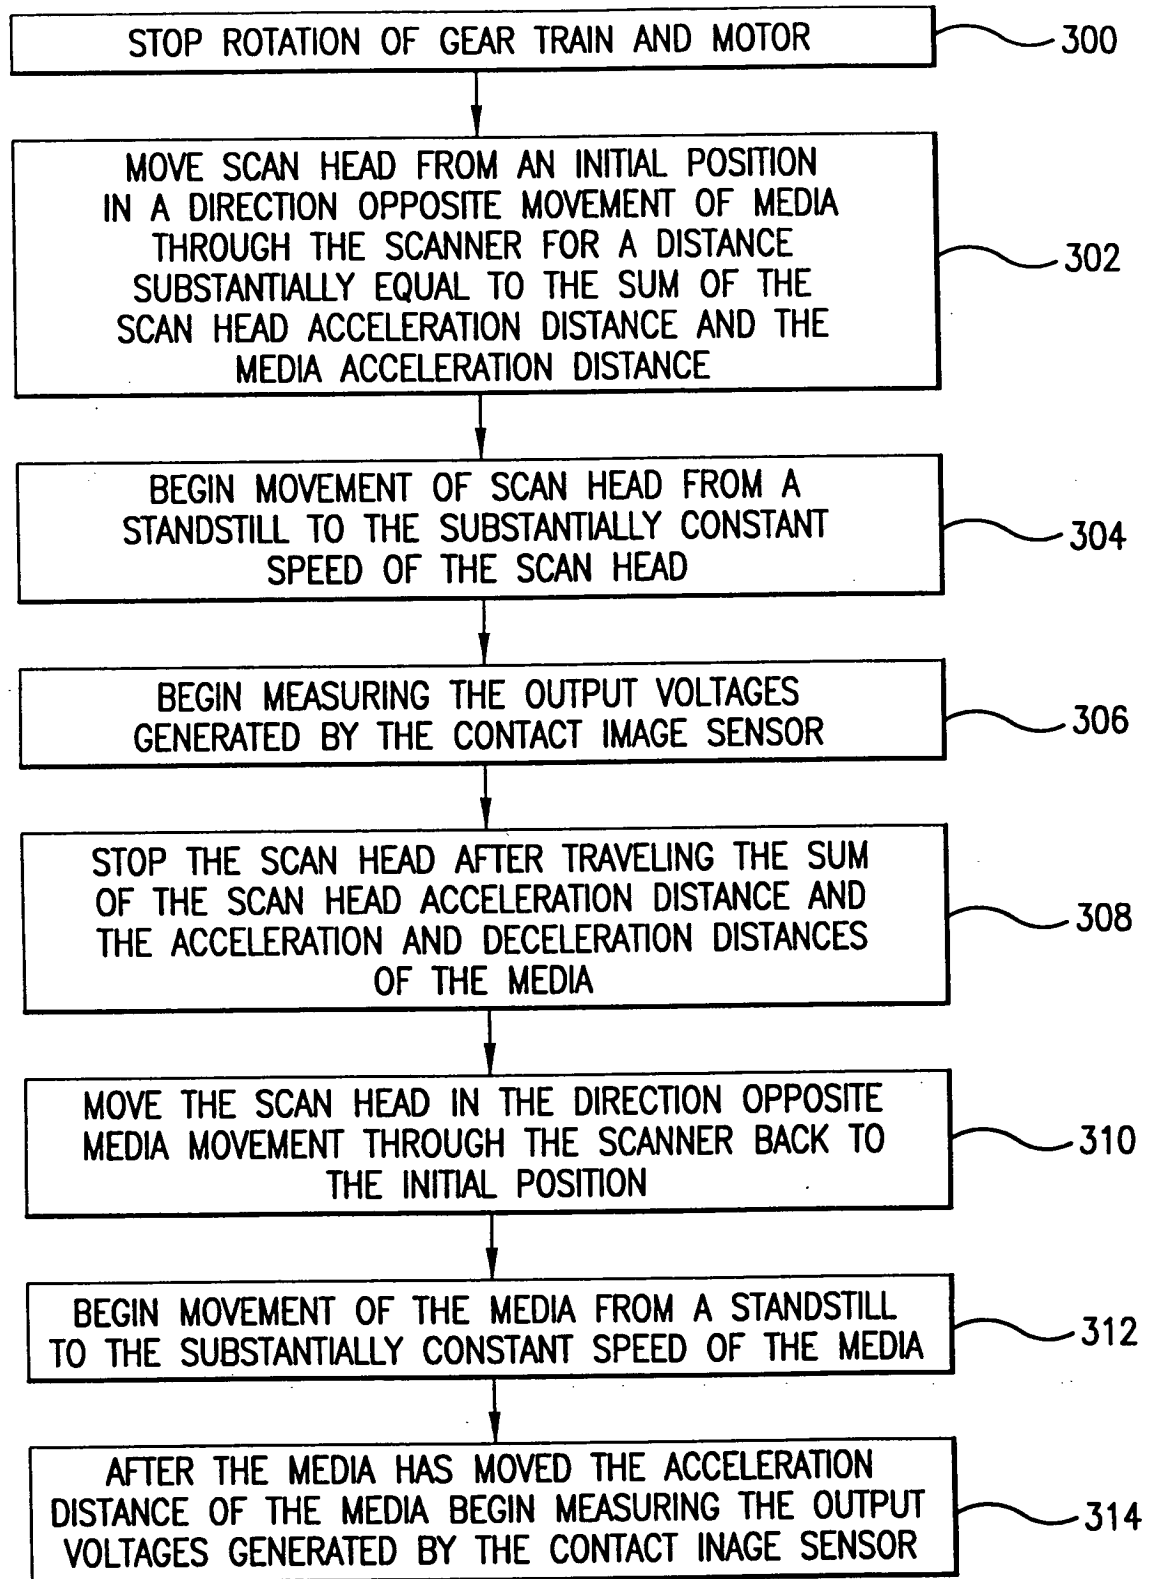 STOP ROTATION OF GEAR TRAIN AND MOTOR
300
MOVE SCAN HEAD FROM AN INITIAL POSITION
IN A DIRECTION OPPOSITE MOVEMENT OF MEDIA
THROUGH THE SCANNER FOR A DISTANCE
SUBSTANTIALLY EQUAL TO THE SUM OF THE
SCAN HEAD ACCELERATION DISTANCE AND THE
MEDIA ACCELERATION DISTANCE
302
BEGIN MOVEMENT OF SCAN HEAD FROM A
STANDSTILL TO THE SUBSTANTIALLY CONSTANT
SPEED OF THE SCAN HEAD
304
BEGIN MEASURING THE OUTPUT VOLTAGES
GENERATED BY THE CONTACT IMAGE SENSOR
306
STOP THE SCAN HEAD AFTER TRAVELING THE SUM
OF THE SCAN HEAD ACCELERATION DISTANCE AND
THE ACCELERATION AND DECELERATION DISTANCES
OF THE MEDIA
308
MOVE THE SCAN HEAD IN THE DIRECTION OPPOSITE
MEDIA MOVEMENT THROUGH THE SCANNER BACK TO
THE INITIAL POSITION
310
BEGIN MOVEMENT OF THE MEDIA FROM A STANDSTILL
TO THE SUBSTANTIALLY CONSTANT SPEED OF THE MEDIA
312
AFTER THE MEDIA HAS MOVED THE ACCELERATION
DISTANCE OF THE MEDIA BEGIN MEASURING THE OUTPUT
VOLTAGES GENERATED BY THE CONTACT INAGE SENSOR
314